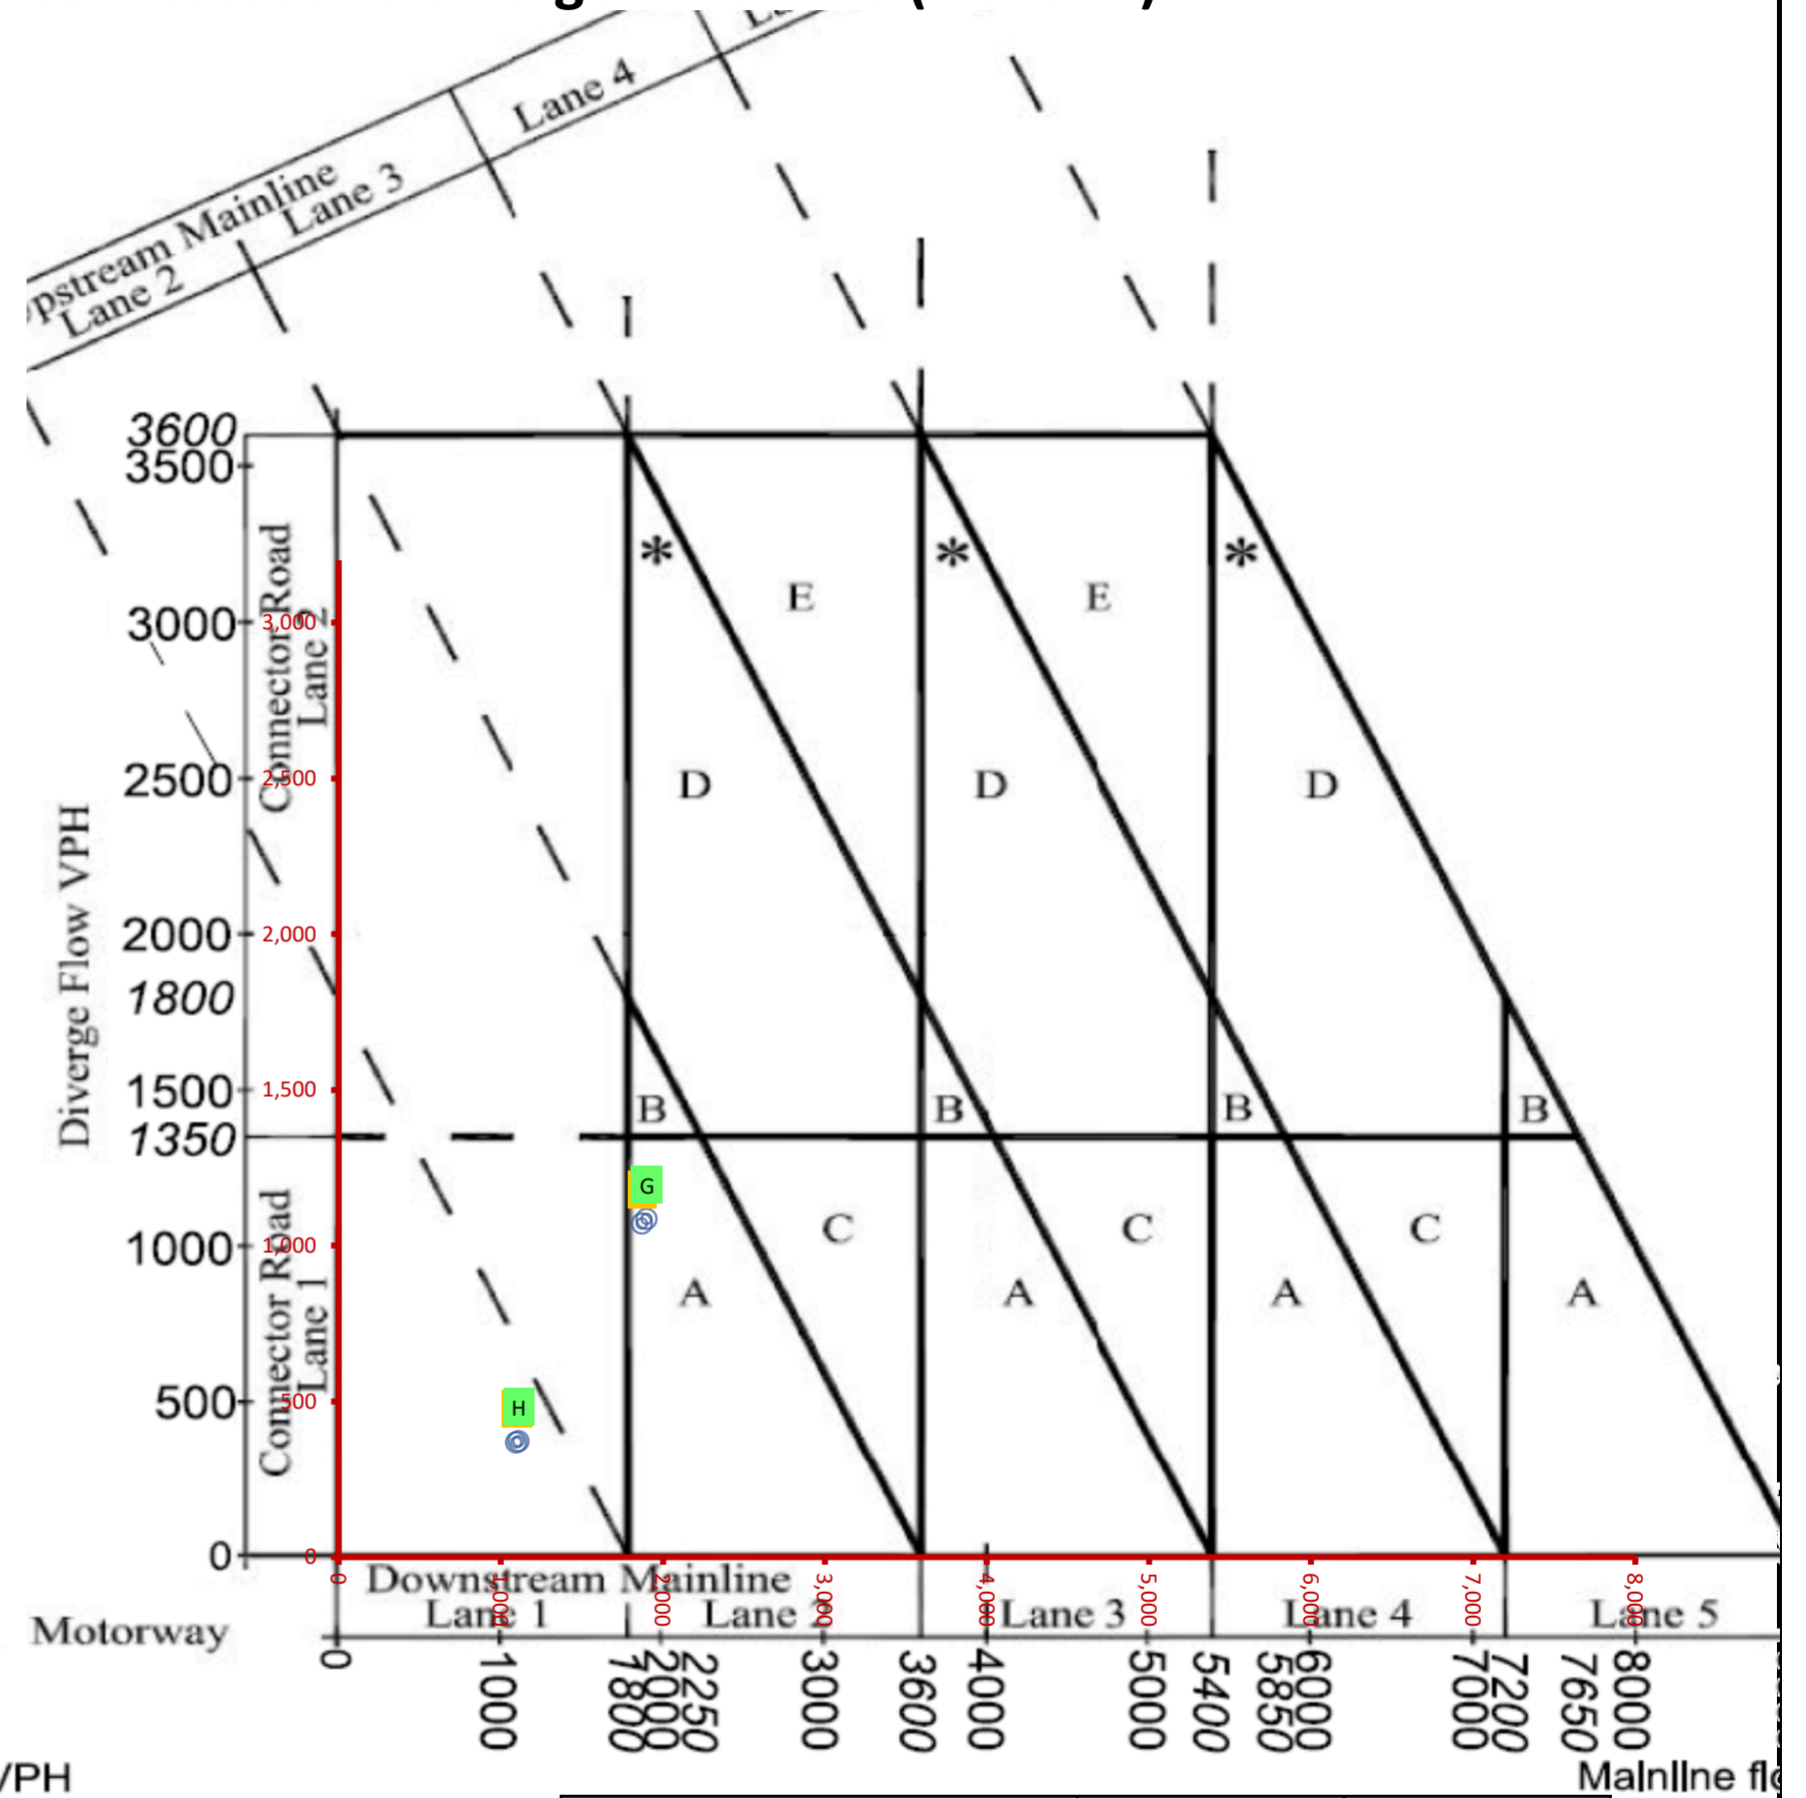 Lane 4
Upstream Mainline
Lane 3
Lane 2
3600
3500
3000
2500
2000
1800
1500
1350
1000
500
0
Diverge Flow VPH
Connector Road
Lane 2
Connector Road
Lane 1
3,000
2,500
2,000
1,500
1,000
500
0
* * *
E E
D D D
B B B B
G
C C C
A A A A
H
0 1,000 2,000 3,000 4,000 5,000 6,000 7,000 8,000
Downstream Mainline
Motorway
Lane 1 Lane 2 Lane 3 Lane 4 Lane 5
0 1000 1800 2000 2250 3000 3600 4000 5000 5400 5850 6000 7000 7200 7650 8000
VPH
Mainline